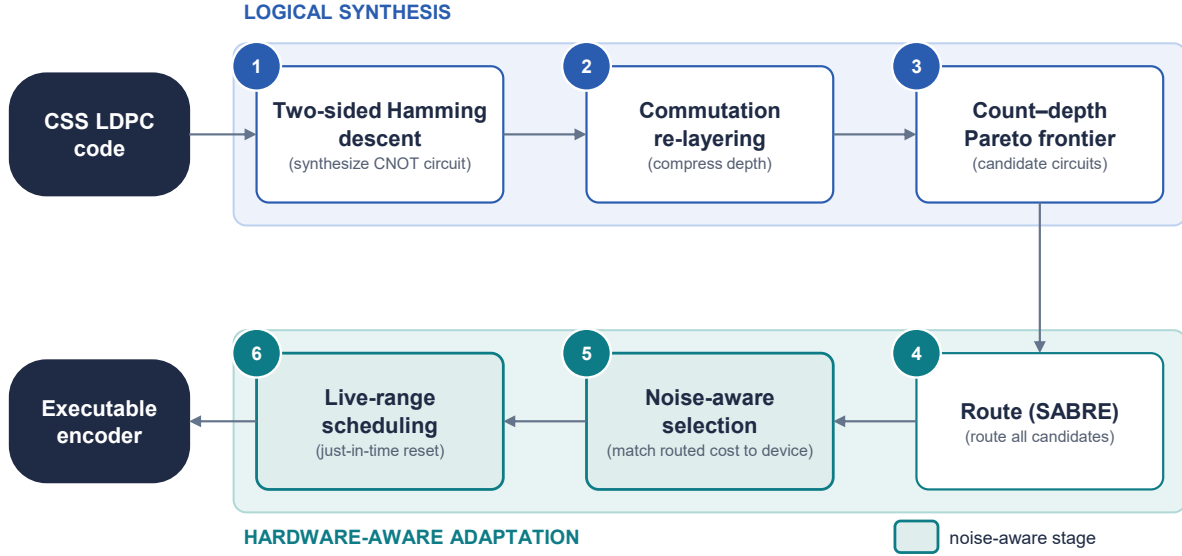 LOGICAL SYNTHESIS
CSS LDPC
code
1
Two-sided Hamming
descent
(synthesize CNOT circuit)
2
Commutation
re-layering
(compress depth)
3
Count–depth
Pareto frontier
(candidate circuits)
Executable
encoder
6
Live-range
scheduling
(just-in-time reset)
5
Noise-aware
selection
(match routed cost to device)
4
Route (SABRE)
(route all candidates)
HARDWARE-AWARE ADAPTATION
noise-aware stage